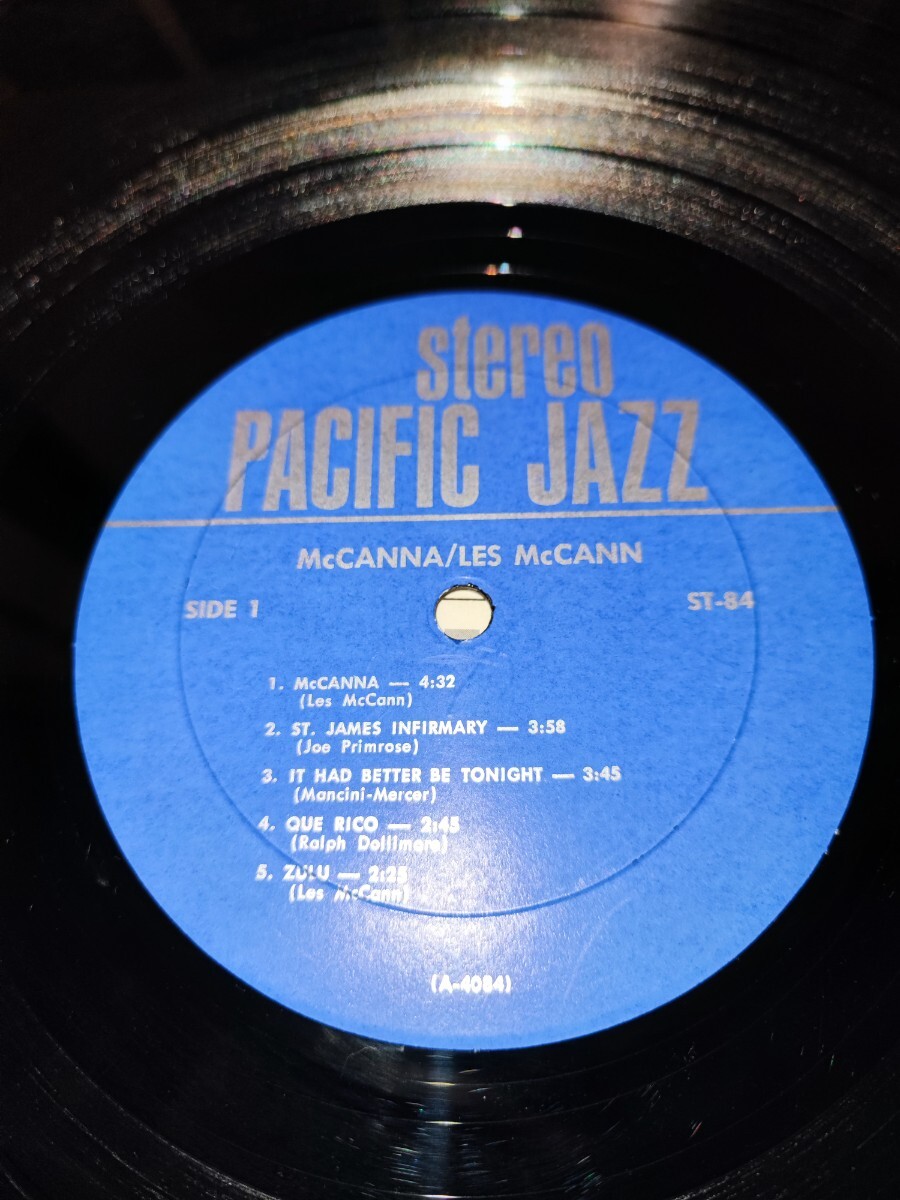 stereo
PACIFIC JAZZ
McCANNA/LES McCANN
SIDE 1
ST-84
1. McCANNA — 4:32
(Les McCann)
2. ST. JAMES INFIRMARY — 3:58
(Joe Primrose)
3. IT HAD BETTER BE TONIGHT — 3:45
(Mancini-Mercer)
4. QUE RICO — 2:45
(Ralph Dollimore)
5. ZULU — 2:25
(Les McCann)
(A-4084)